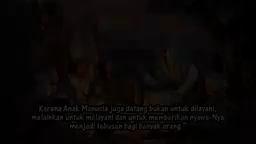 Karena Anak Manusia juga datang bukan untuk dilayani,
melainkan untuk melayani dan untuk memberikan nyawa-Nya
menjadi tebusan bagi banyak orang."